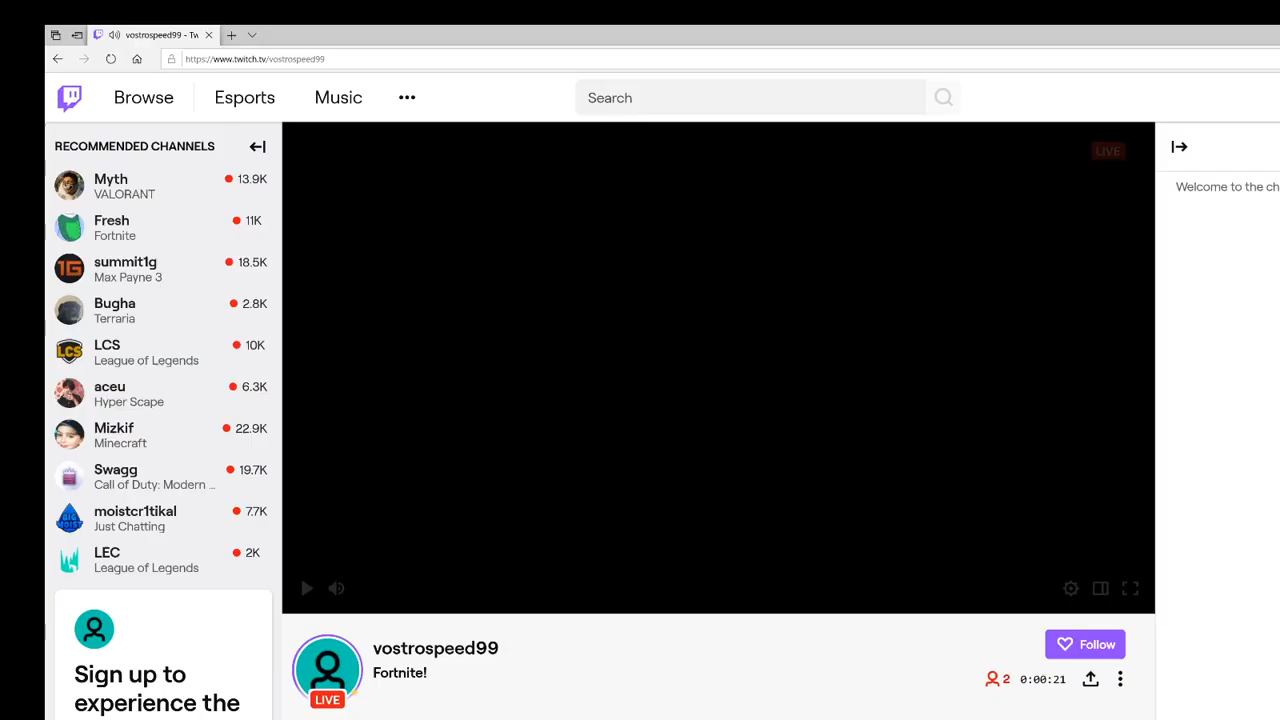 vostrospeed99 - Tw
https://www.twitch.tv/vostrospeed99
Browse
Esports
Music
Search
RECOMMENDED CHANNELS
Myth
13.9K
VALORANT
Fresh
11K
Fortnite
summit1g
18.5K
Max Payne 3
Bugha
2.8K
Terraria
LCS
10K
League of Legends
aceu
6.3K
Hyper Scape
Mizkif
22.9K
Minecraft
Swagg
19.7K
Call of Duty: Modern ...
moistcr1tikal
7.7K
Just Chatting
LEC
2K
League of Legends
Sign up to
experience the
LIVE
vostrospeed99
Fortnite!
LIVE
Follow
2
0:00:21
Welcome to the ch
1G
LCS
BIG
MOIST